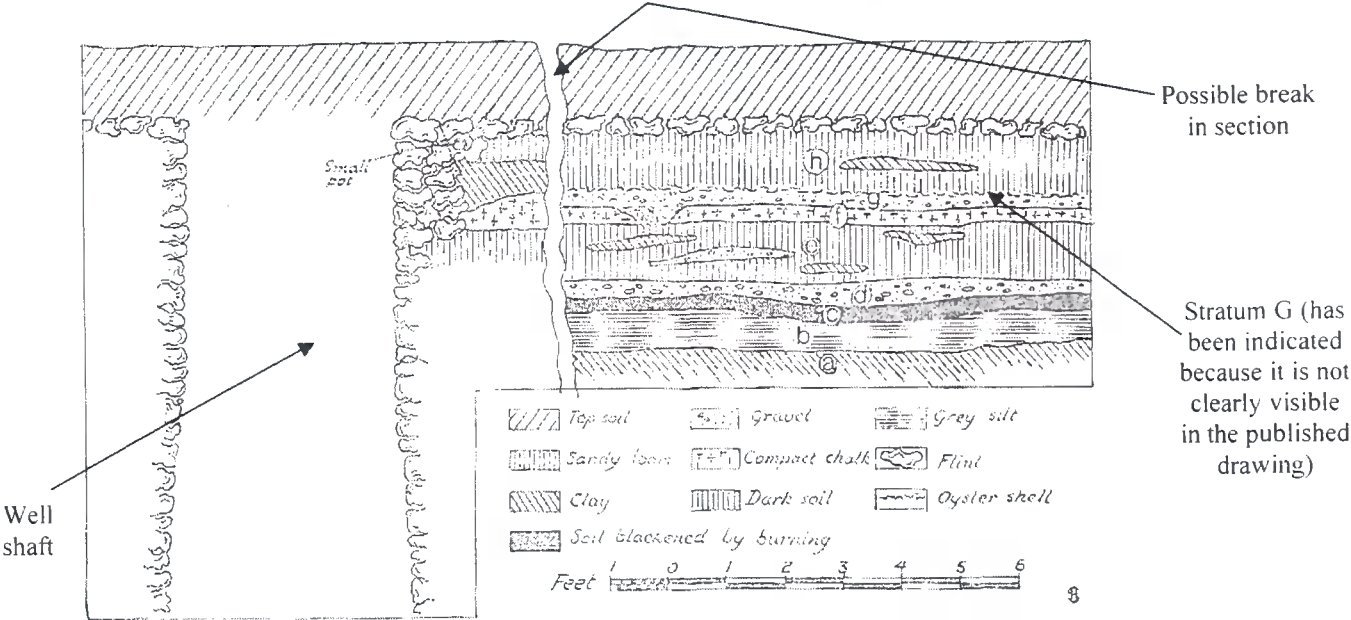 Possible break
in section
Small
pot
h
g
f
e
d
c
b
a
Stratum G (has
been indicated
because it is not
clearly visible
in the published
drawing)
Well
shaft
Top soil
Gravel
Grey silt
Sandy loam
Compact chalk
Flint
Clay
Dark soil
Oyster shell
Soil blackened by burning
Feet 1 0 1 2 3 4 5 6